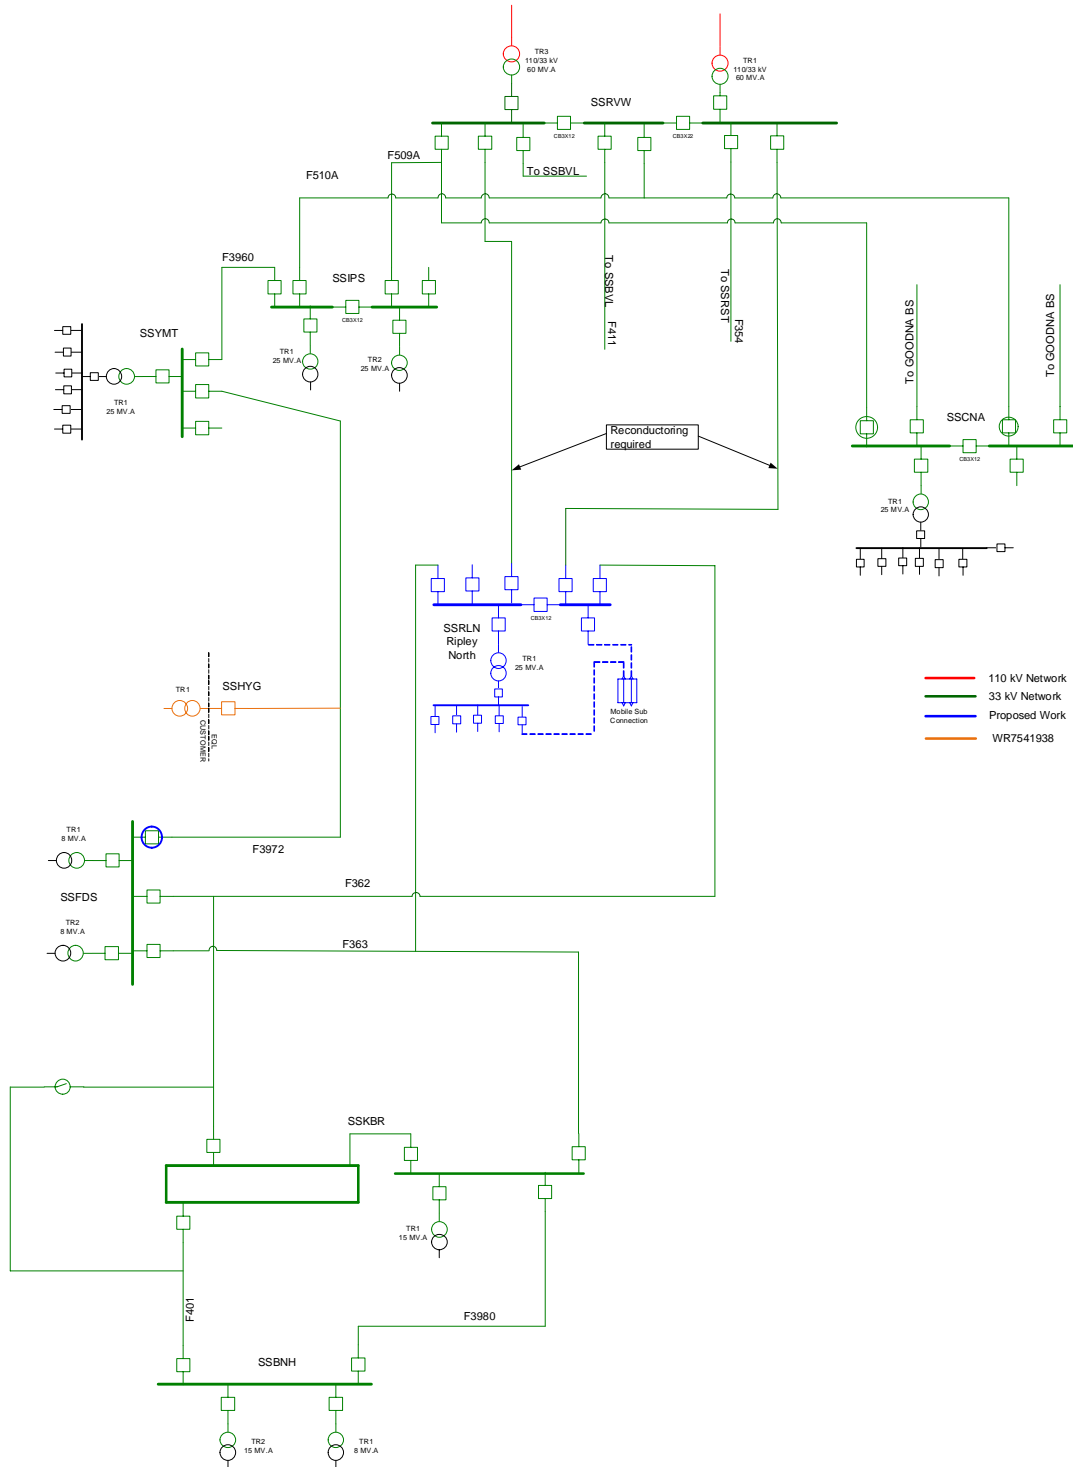 TR3
110/33 kV
60 MV.A
TR1
110/33 kV
60 MV.A
SSRVW
CB3X12
CB3X22
F509A
To SSBVL
F510A
F3960
SSIPS
CB3X12
TR1
25 MV.A
TR2
25 MV.A
To SSBVL
F411
To SSRST
F354
To GOODNA BS
To GOODNA BS
SSYMT
TR1
25 MV.A
SSCNA
CB3X12
TR1
25 MV.A
Reconductoring
required
CB3X12
SSRLN
Ripley
North
TR1
25 MV.A
Mobile Sub
Connection
TR1
SSHYG
EQL
CUSTOMER
110 kV Network
33 kV Network
Proposed Work
WR7541938
TR1
8 MV.A
F3972
SSFDS
F362
TR2
8 MV.A
F363
SSKBR
TR1
15 MV.A
F401
F3980
SSBNH
TR2
15 MV.A
TR1
8 MV.A